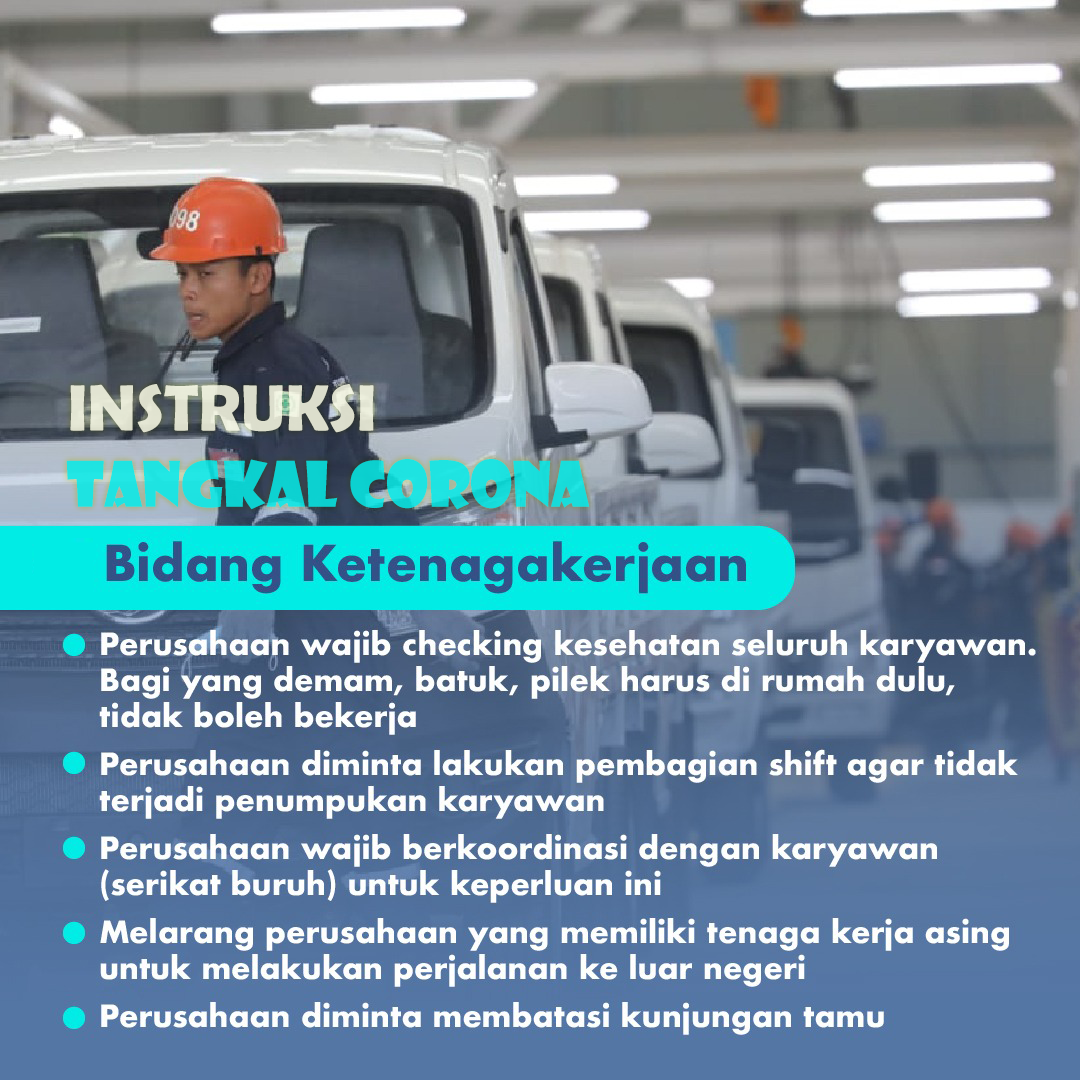 098
INSTRUKSI
TANGKAL CORONA
Bidang Ketenagakerjaan
Perusahaan wajib checking kesehatan seluruh karyawan.
Bagi yang demam, batuk, pilek harus di rumah dulu,
tidak boleh bekerja
Perusahaan diminta lakukan pembagian shift agar tidak
terjadi penumpukan karyawan
Perusahaan wajib berkoordinasi dengan karyawan
(serikat buruh) untuk keperluan ini
Melarang perusahaan yang memiliki tenaga kerja asing
untuk melakukan perjalanan ke luar negeri
Perusahaan diminta membatasi kunjungan tamu